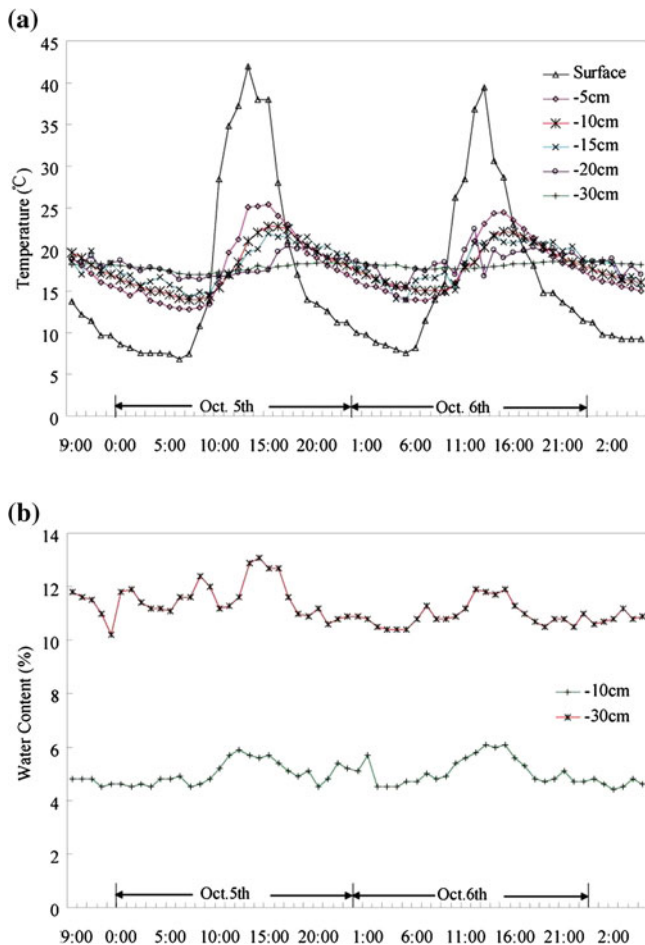 (a)
45
40
35
30
25
20
15
10
5
0
Temperature (℃)
Surface
-5cm
-10cm
-15cm
-20cm
-30cm
Oct. 5th
Oct. 6th
9:00 0:00 5:00 10:00 15:00 20:00 1:00 6:00 11:00 16:00 21:00 2:00
(b)
14
12
10
8
6
4
2
0
Water Content (%)
-10cm
-30cm
Oct.5th
Oct.6th
9:00 0:00 5:00 10:00 15:00 20:00 1:00 6:00 11:00 16:00 21:00 2:00